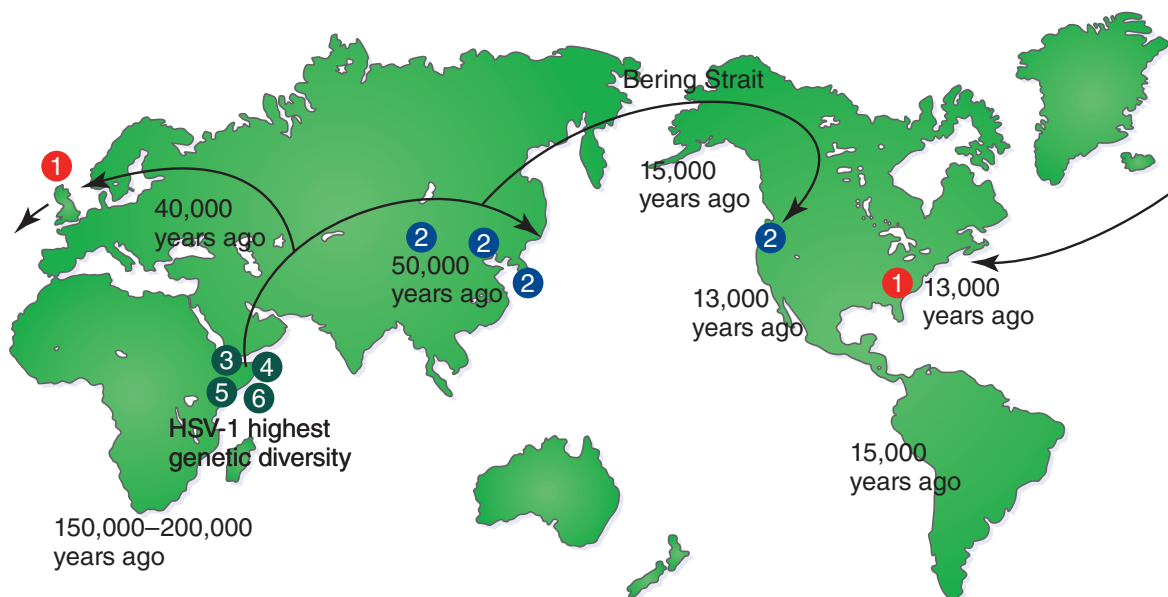 Bering Strait
1
15,000
years ago
40,000
years ago
2
2
2
50,000
years ago
2
1
13,000
years ago
13,000
years ago
3
4
5
6
HSV-1 highest
genetic diversity
15,000
years ago
150,000–200,000
years ago